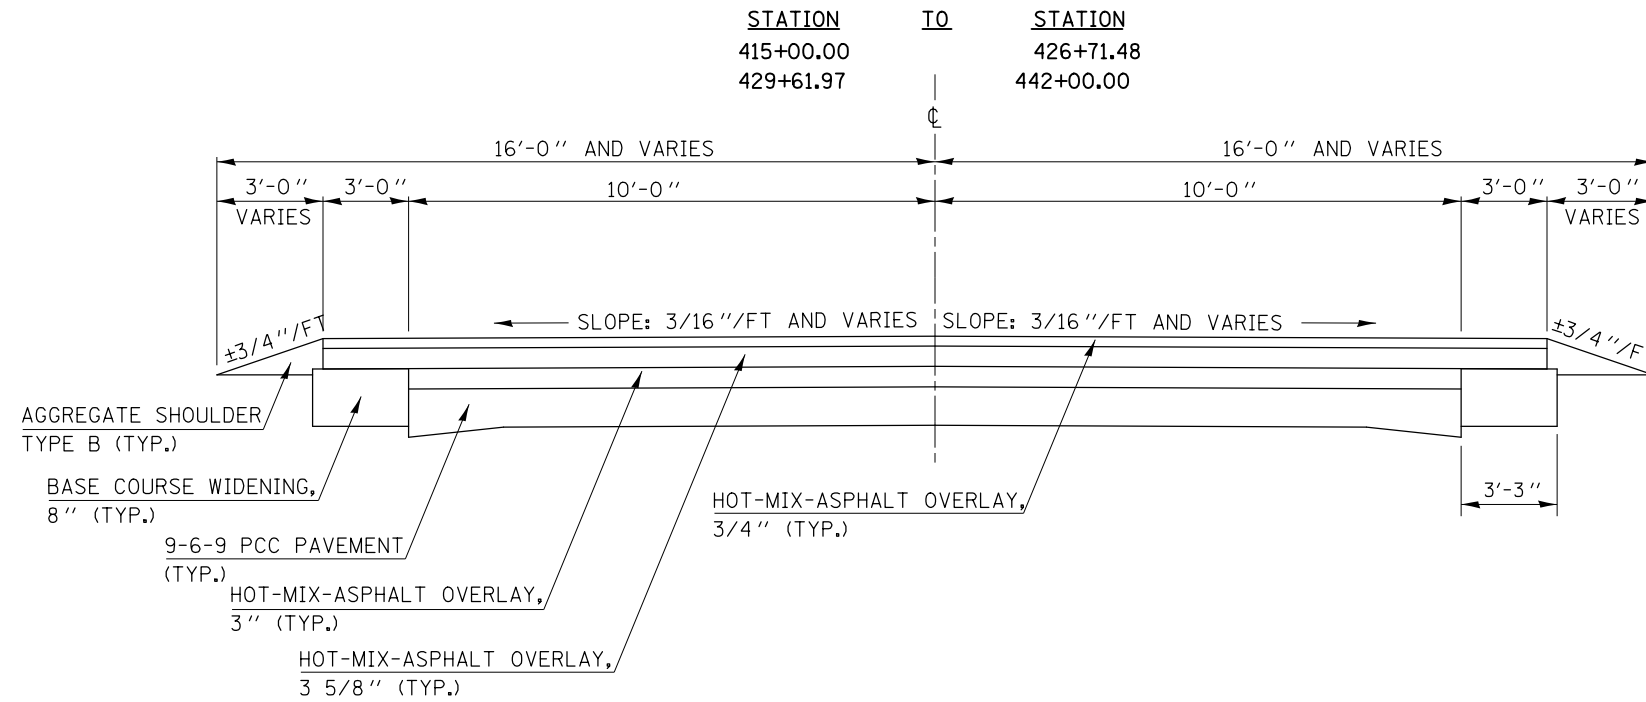 STATION TO STATION
415+00.00 426+71.48
429+61.97 442+00.00
℄
16'-0" AND VARIES 16'-0" AND VARIES
3'-0" 3'-0" 10'-0" 10'-0" 3'-0" 3'-0"
VARIES VARIES
±3/4"/FT SLOPE: 3/16"/FT AND VARIES SLOPE: 3/16"/FT AND VARIES ±3/4"/F
AGGREGATE SHOULDER
TYPE B (TYP.)
BASE COURSE WIDENING,
8" (TYP.)
9-6-9 PCC PAVEMENT
(TYP.)
HOT-MIX-ASPHALT OVERLAY,
3" (TYP.)
HOT-MIX-ASPHALT OVERLAY,
3 5/8" (TYP.)
HOT-MIX-ASPHALT OVERLAY,
3/4" (TYP.)
3'-3"